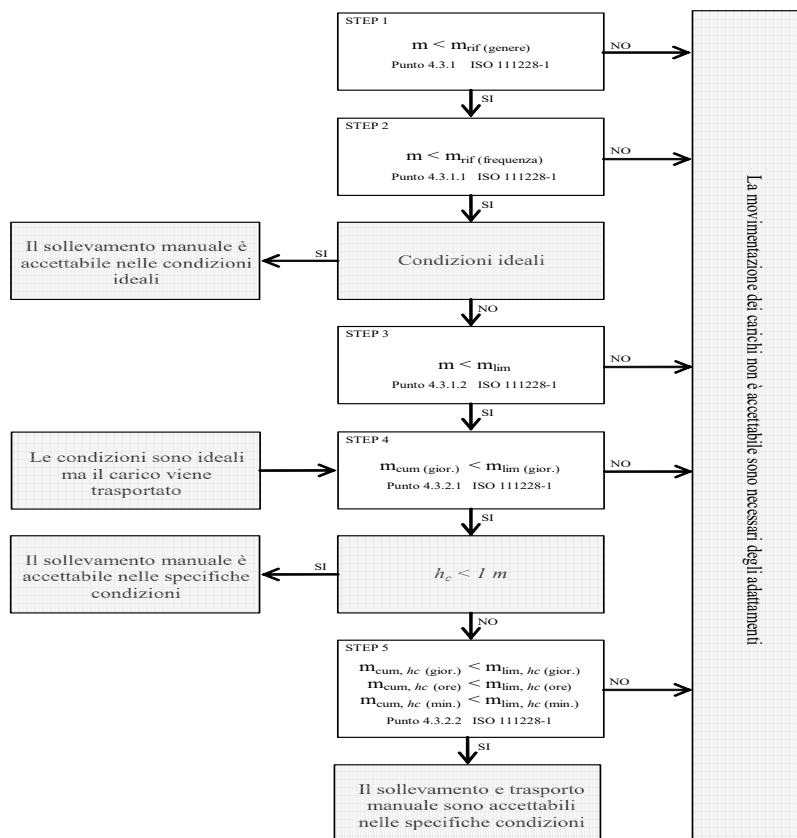 STEP 1
m < mrif (genere)
Punto 4.3.1 ISO 111228-1
NO
SI
STEP 2
m < mrif (frequenza)
Punto 4.3.1.1 ISO 111228-1
NO
SI
Il sollevamento manuale è
accettabile nelle condizioni
ideali
SI
Condizioni ideali
NO
STEP 3
m < mlim
Punto 4.3.1.2 ISO 111228-1
NO
SI
Le condizioni sono ideali
ma il carico viene
trasportato
STEP 4
mcum (gior.) < mlim (gior.)
Punto 4.3.2.1 ISO 111228-1
NO
SI
Il sollevamento manuale è
accettabile nelle specifiche
condizioni
SI
hc < 1 m
NO
STEP 5
mcum, hc (gior.) < mlim, hc (gior.)
mcum, hc (ore) < mlim, hc (ore)
mcum, hc (min.) < mlim, hc (min.)
Punto 4.3.2.2 ISO 111228-1
NO
SI
Il sollevamento e trasporto
manuale sono accettabili
nelle specifiche condizioni
La movimentazione dei carichi non è accettabile sono necessari degli adattamenti